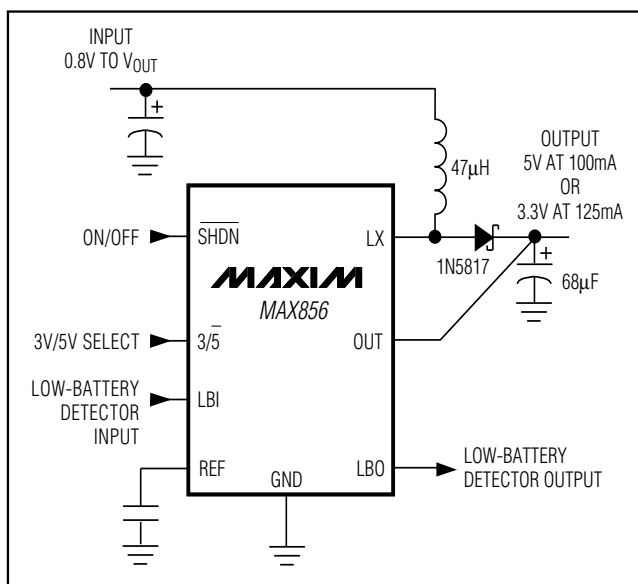 INPUT
0.8V TO VOUT
+
47µH
OUTPUT
5V AT 100mA
OR
3.3V AT 125mA
ON/OFF
SHDN
LX
1N5817
+
68µF
MAXIM
MAX856
3V/5V SELECT
3/5
OUT
LOW-BATTERY
DETECTOR
INPUT
LBI
REF
GND
LBO
LOW-BATTERY
DETECTOR OUTPUT